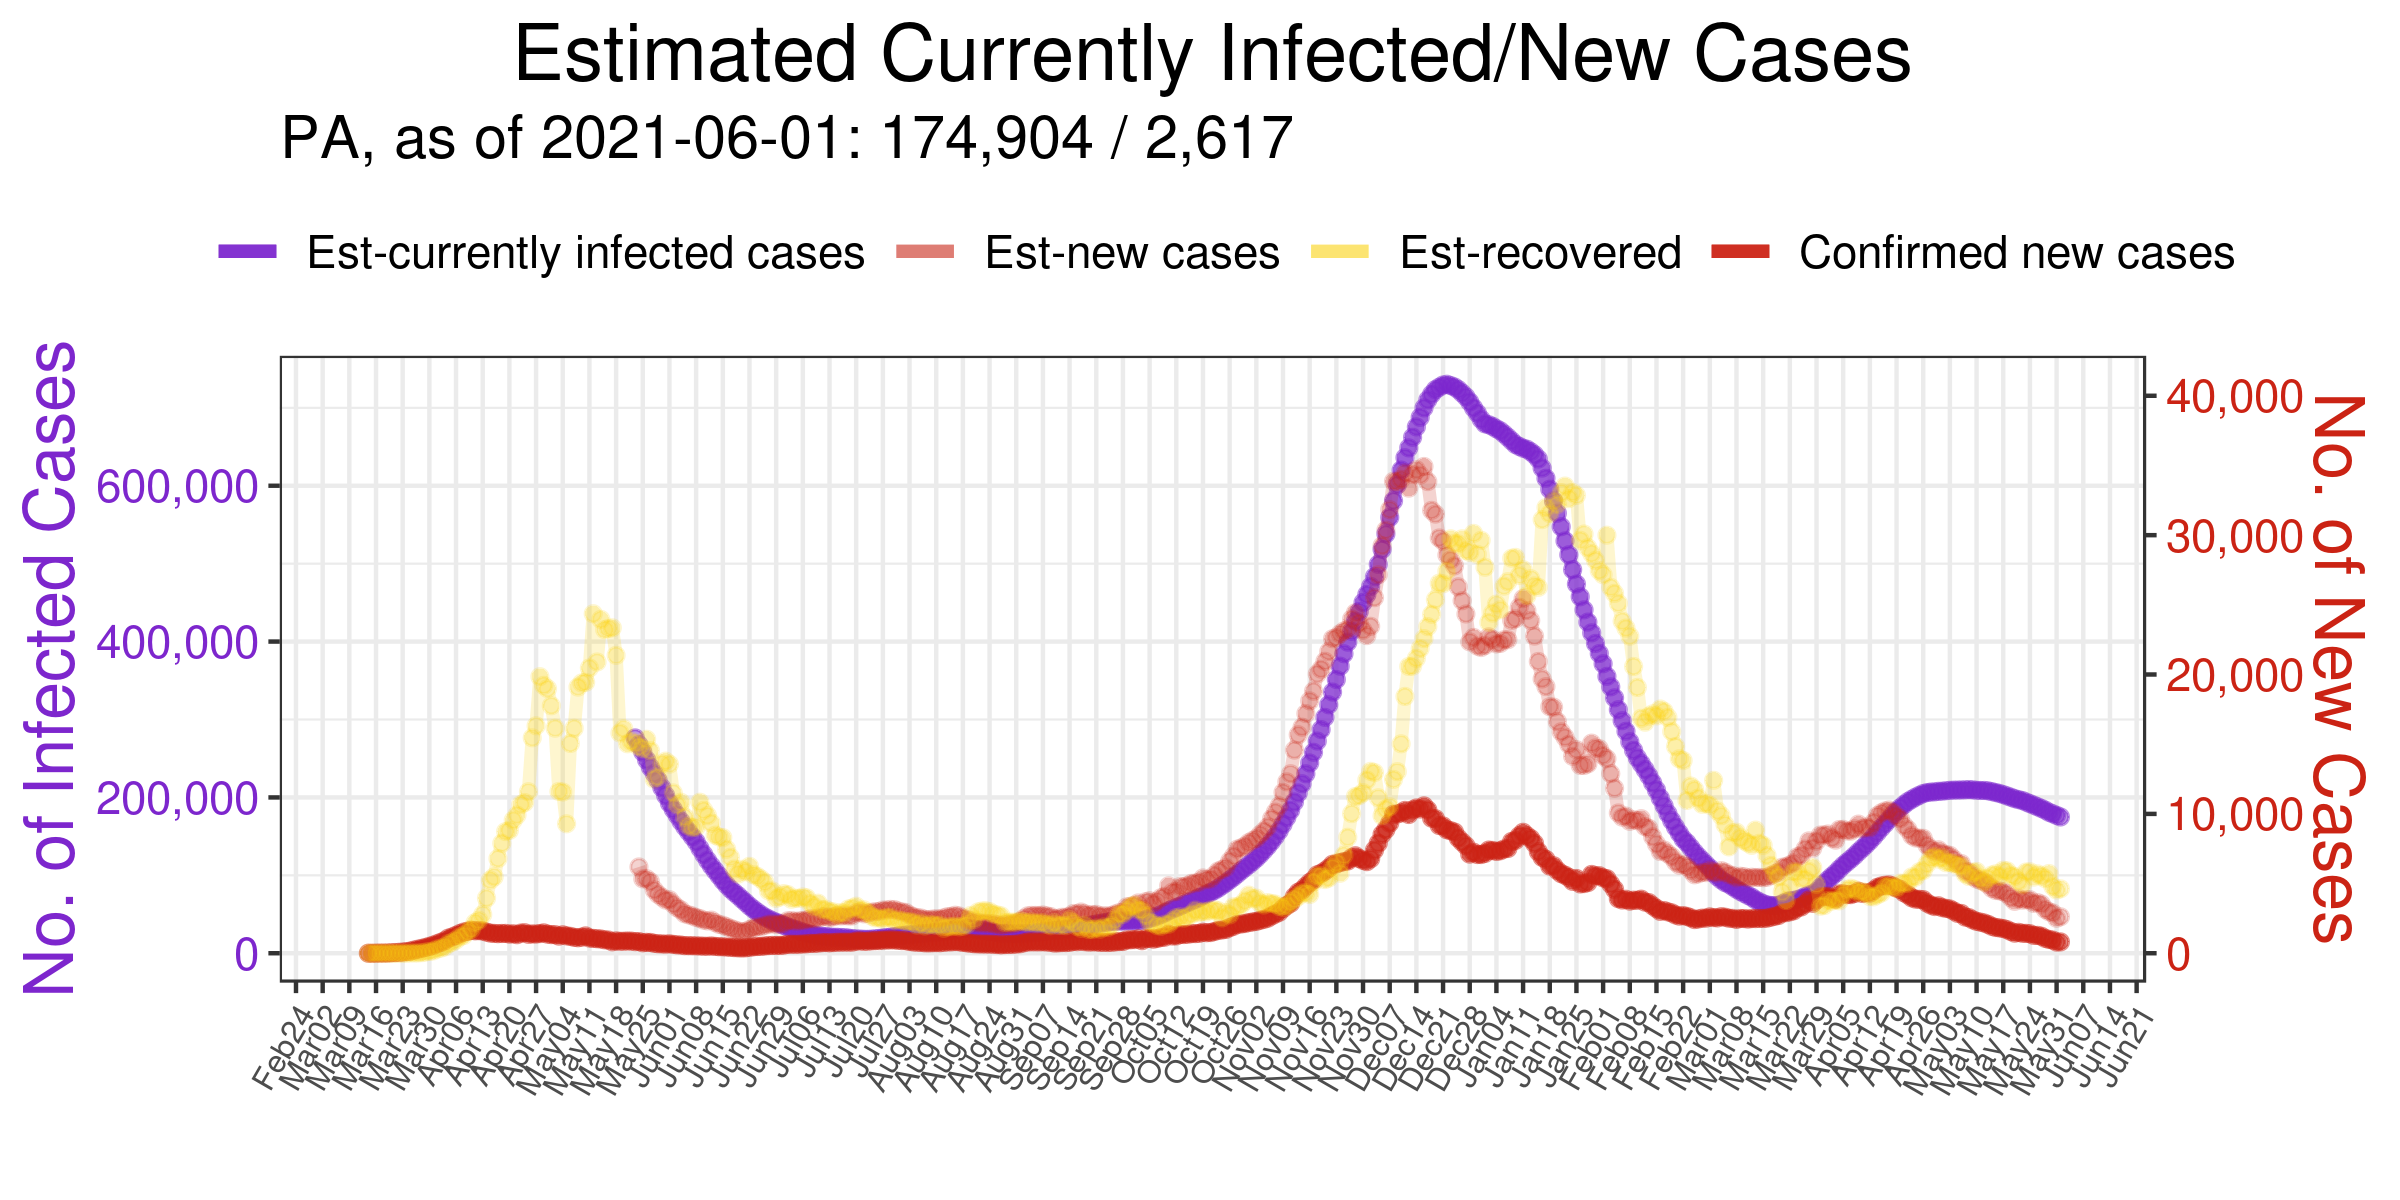 Estimated Currently Infected/New Cases
PA, as of 2021-06-01: 174,904 / 2,617
Est-currently infected cases Est-new cases Est-recovered Confirmed new cases
No. of Infected Cases
600,000
400,000
200,000
0
40,000
30,000
20,000
10,000
0
No. of New Cases
Feb24 Mar02 Mar09 Mar16 Mar23 Mar30 Apr06 Apr13 Apr20 Apr27 May04 May11 May18 May25 Jun01 Jun08 Jun15 Jun22 Jun29 Jul06 Jul13 Jul20 Jul27 Aug03 Aug10 Aug17 Aug24 Aug31 Sep07 Sep14 Sep21 Sep28 Oct05 Oct12 Oct19 Oct26 Nov02 Nov09 Nov16 Nov23 Nov30 Dec07 Dec14 Dec21 Dec28 Jan04 Jan11 Jan18 Jan25 Feb01 Feb08 Feb15 Feb22 Mar01 Mar08 Mar15 Mar22 Mar29 Apr05 Apr12 Apr19 Apr26 May03 May10 May17 May24 May31 Jun07 Jun14 Jun21